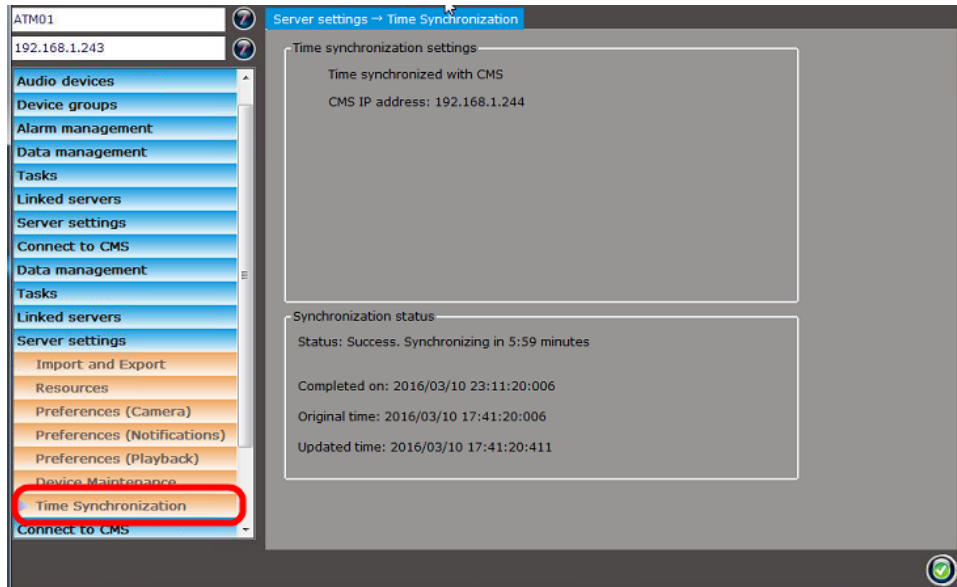 ATM01
192.168.1.243
Audio devices
Device groups
Alarm management
Data management
Tasks
Linked servers
Server settings
Connect to CMS
Data management
Tasks
Linked servers
Server settings
Import and Export
Resources
Preferences (Camera)
Preferences (Notifications)
Preferences (Playback)
Device Maintenance
Time Synchronization
Connect to CMS
Server settings → Time Synchronization
Time synchronization settings
Time synchronized with CMS
CMS IP address: 192.168.1.244
Synchronization status
Status: Success. Synchronizing in 5:59 minutes
Completed on: 2016/03/10 23:11:20:006
Original time: 2016/03/10 17:41:20:006
Updated time: 2016/03/10 17:41:20:411